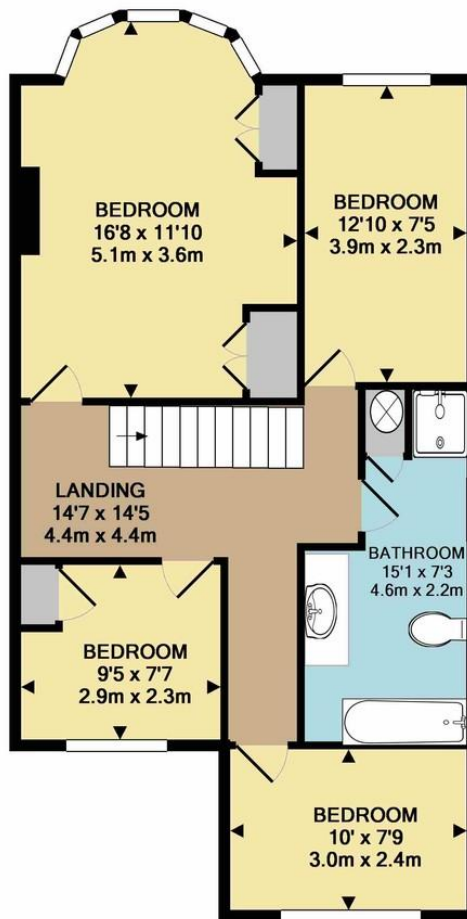 BEDROOM
16'8 x 11'10
5.1m x 3.6m
BEDROOM
12'10 x 7'5
3.9m x 2.3m
LANDING
14'7 x 14'5
4.4m x 4.4m
BATHROOM
15'1 x 7'3
4.6m x 2.2m
BEDROOM
9'5 x 7'7
2.9m x 2.3m
BEDROOM
10' x 7'9
3.0m x 2.4m